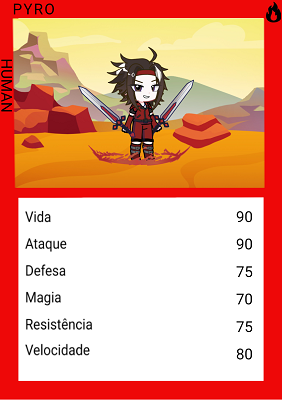 PYRO
HUMAN
Vida 90
Ataque 90
Defesa 75
Magia 70
Resistência 75
Velocidade 80